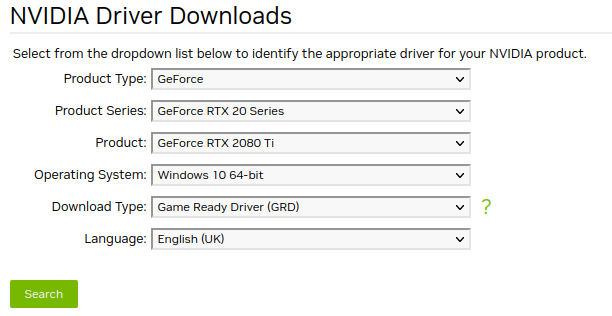 NVIDIA Driver Downloads
Select from the dropdown list below to identify the appropriate driver for your NVIDIA product.
Product Type: GeForce
Product Series: GeForce RTX 20 Series
Product: GeForce RTX 2080 Ti
Operating System: Windows 10 64-bit
Download Type: Game Ready Driver (GRD) ?
Language: English (UK)
Search